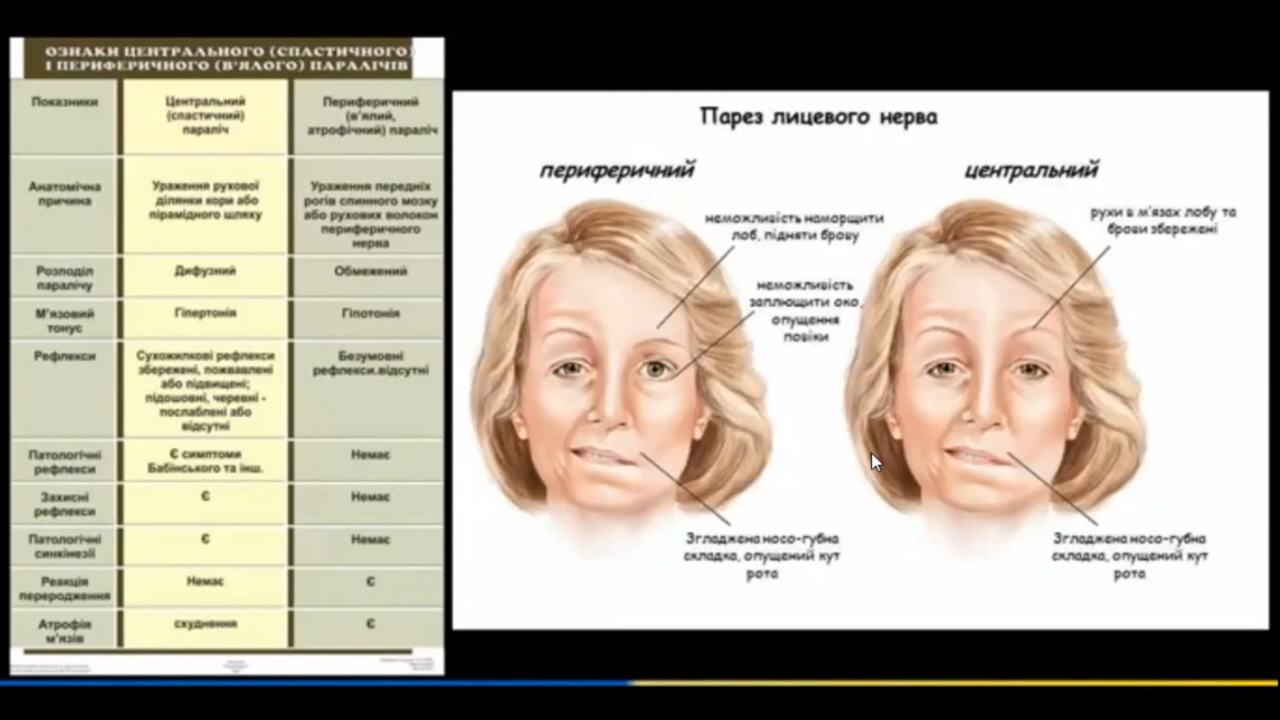 ОЗНАКИ ЦЕНТРАЛЬНОГО (СПАСТИЧНОГО)
І ПЕРИФЕРИЧНОГО (В'ЯЛОГО) ПАРАЛІЧІВ
Показники
Центральний
(спастичний)
параліч
Периферичний
(в'ялий,
атрофічний) параліч
Анатомічна
причина
Ураження рухової
ділянки кори або
пірамідного шляху
Ураження передніх
рогів спинного мозку
або рухових волокон
периферичного
нерва
Розподіл
паралічу
Дифузний
Обмежений
М'язовий
тонус
Гіпертонія
Гіпотонія
Рефлекси
Сухожилкові рефлекси
збережені, пожвавлені
або підвищені;
підошовні, черевні -
послаблені або
відсутні
Безумовні
рефлекси.відсутні
Патологічні
рефлекси
Є симптоми
Бабінського та інш.
Немає
Захисні
рефлекси
Є
Немає
Патологічні
синкінезії
Є
Немає
Реакція
переродження
Немає
Є
Атрофія
м'язів
схуднення
Є
Парез лицевого нерва
периферичний
неможливість наморщити
лоб, підняти брову
неможливість
заплющити око,
опущення
повіки
Згладжена носо-губна
складка, опущений кут
рота
центральний
рухи в м'язах лобу та
брови збережені
Згладжена носо-губна
складка, опущений кут
рота